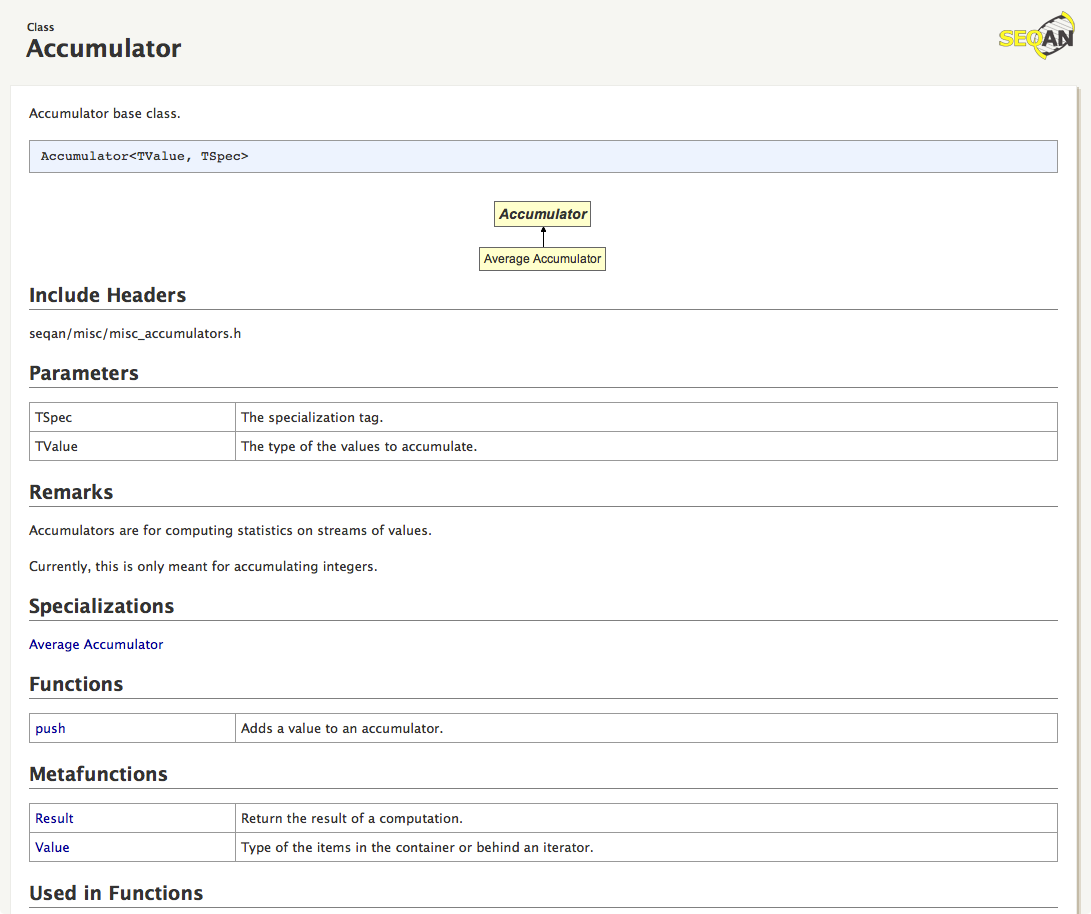 Class
Accumulator
SEQAN
Accumulator base class.
Accumulator<TValue, TSpec>
Accumulator
Average Accumulator
Include Headers
seqan/misc/misc_accumulators.h
Parameters
TSpec The specialization tag.
TValue The type of the values to accumulate.
Remarks
Accumulators are for computing statistics on streams of values.
Currently, this is only meant for accumulating integers.
Specializations
Average Accumulator
Functions
push Adds a value to an accumulator.
Metafunctions
Result Return the result of a computation.
Value Type of the items in the container or behind an iterator.
Used in Functions